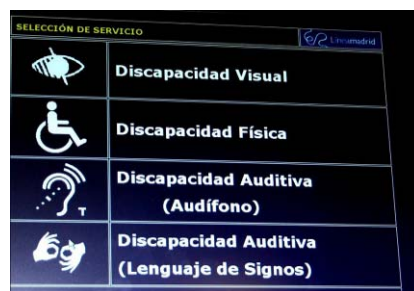 SELECCIÓN DE SERVICIO
Líneamadrid
Discapacidad Visual
Discapacidad Física
Discapacidad Auditiva
(Audífono)
T
Discapacidad Auditiva
(Lenguaje de Signos)